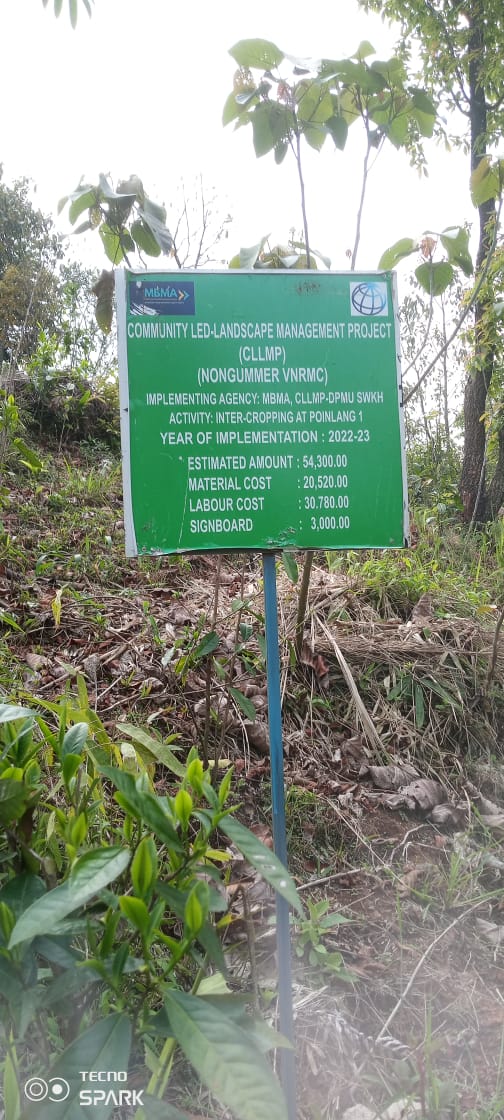 MBMA
COMMUNITY LED-LANDSCAPE MANAGEMENT PROJECT
(CLLMP)
(NONGUMMER VNRMC)
IMPLEMENTING AGENCY: MBMA, CLLMP-DPMU SWKH
ACTIVITY: INTER-CROPPING AT POINLANG 1
YEAR OF IMPLEMENTATION : 2022-23
ESTIMATED AMOUNT : 54,300.00
MATERIAL COST : 20,520.00
LABOUR COST : 30.780.00
SIGNBOARD : 3,000.00
TECNO
SPARK